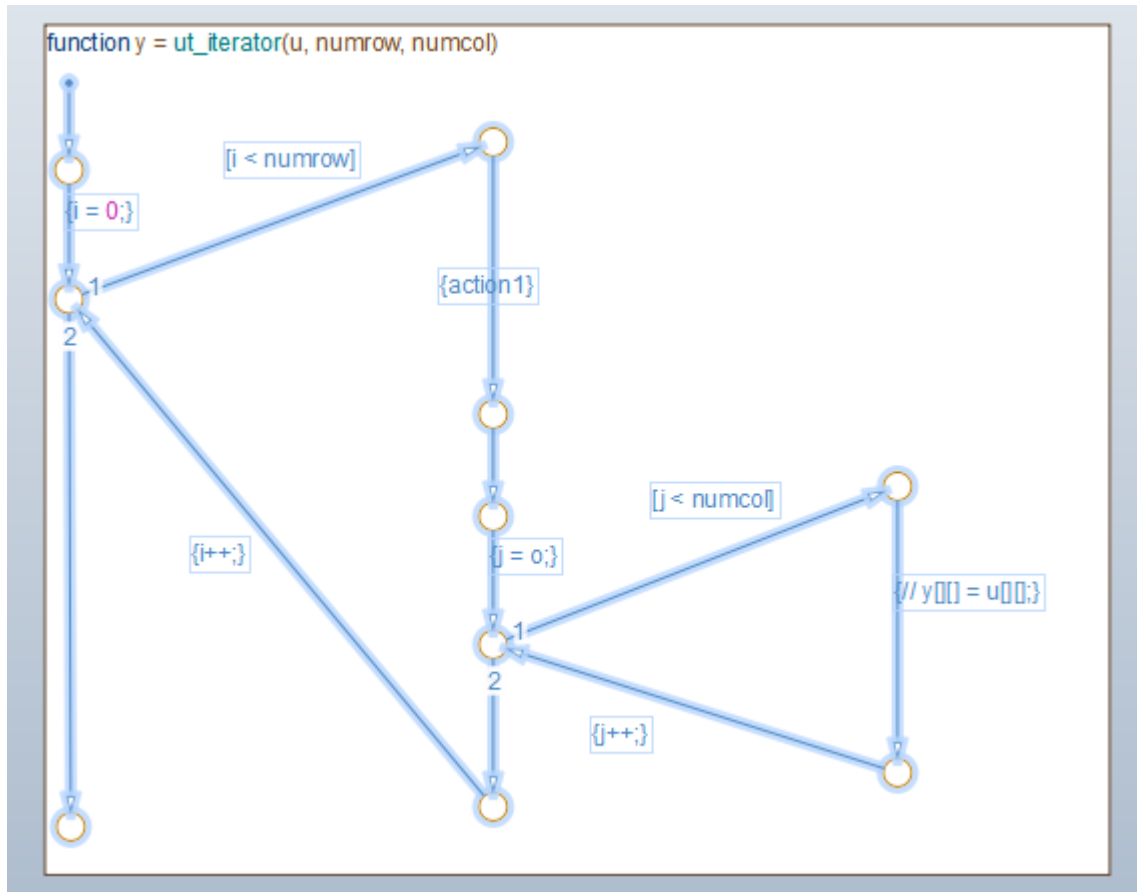 function y = ut_iterator(u, numrow, numcol)
[i < numrow]
{i = 0;}
1
{action1}
2
[j < numcol]
{i++;}
{j = o;}
{// y[][] = u[][];}
1
2
{j++;}